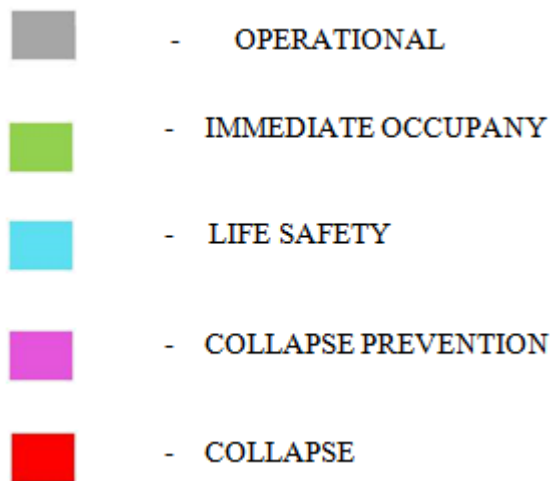 - OPERATIONAL
- IMMEDIATE OCCUPANY
- LIFE SAFETY
- COLLAPSE PREVENTION
- COLLAPSE